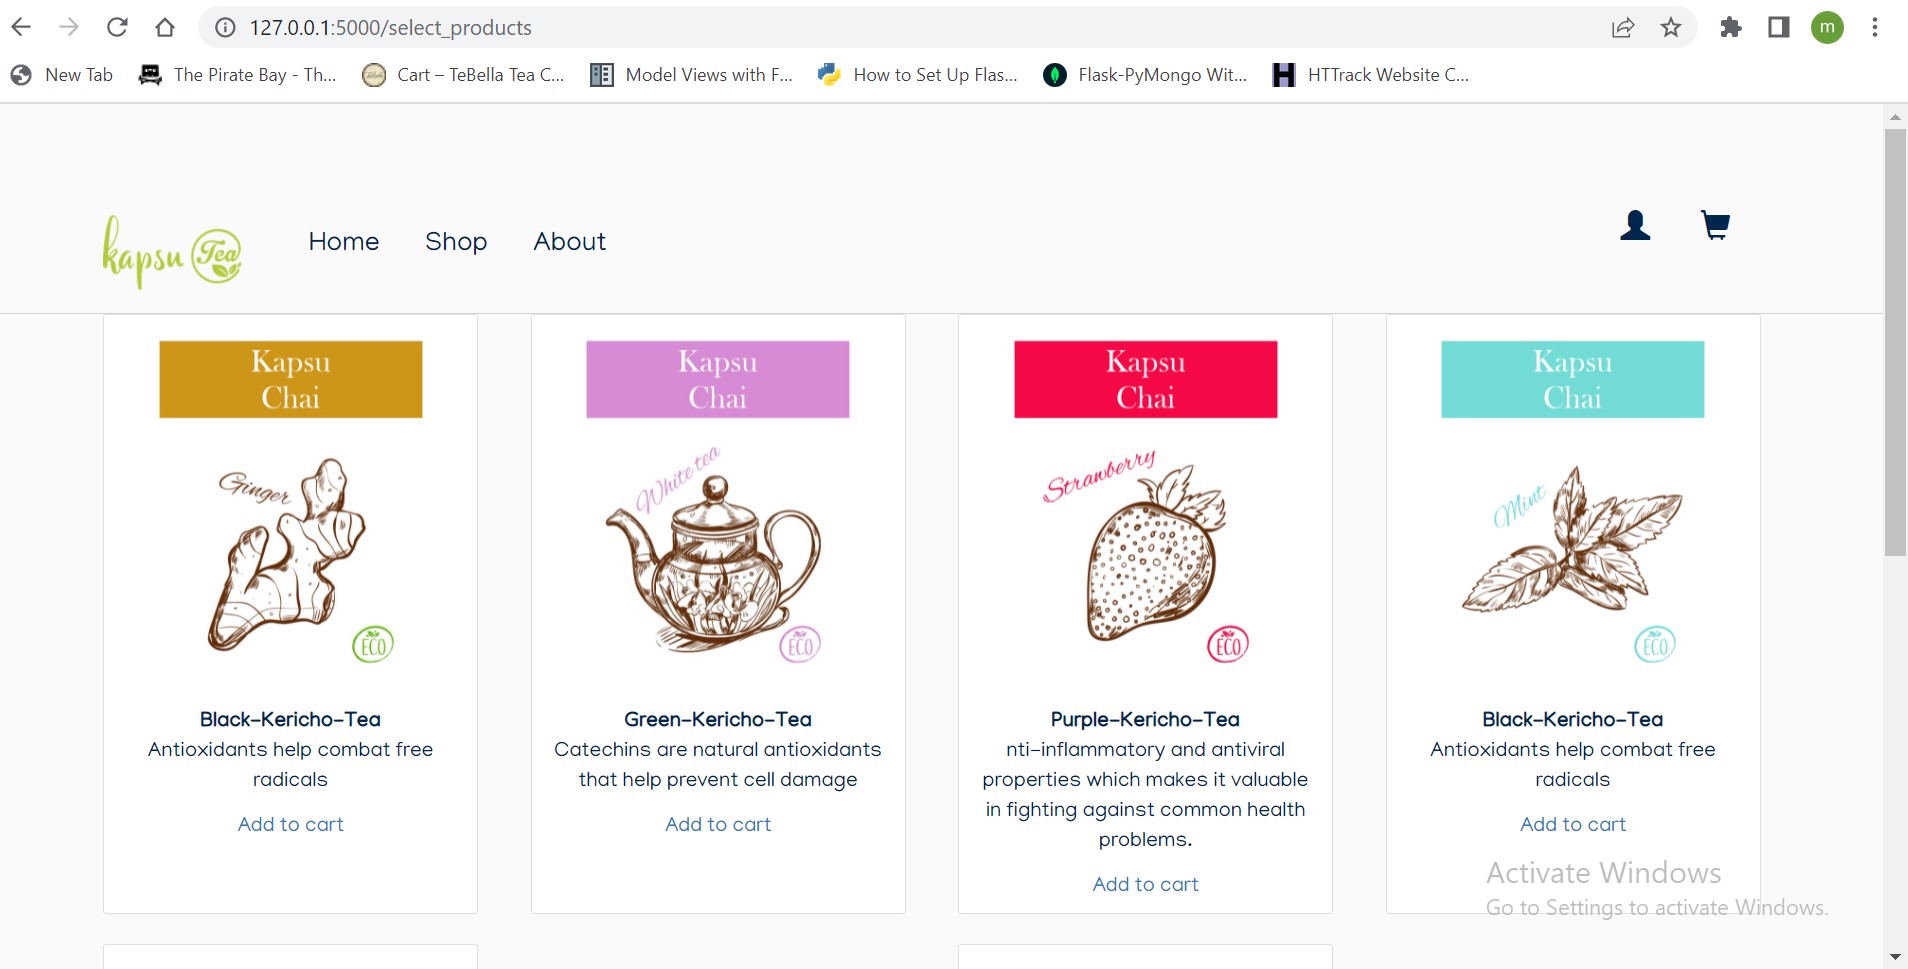 127.0.0.1:5000/select_products
m
New Tab
The Pirate Bay - Th...
Cart – TeBella Tea C...
Model Views with F...
How to Set Up Flas...
Flask-PyMongo Wit...
HTTrack Website C...
kapsu Tea
Home
Shop
About
Kapsu
Chai
Ginger
ECO
Black-Kericho-Tea
Antioxidants help combat free
radicals
Add to cart
Kapsu
Chai
White tea
ECO
Green-Kericho-Tea
Catechins are natural antioxidants
that help prevent cell damage
Add to cart
Kapsu
Chai
Strawberry
ECO
Purple-Kericho-Tea
nti-inflammatory and antiviral
properties which makes it valuable
in fighting against common health
problems.
Add to cart
Kapsu
Chai
Mint
ECO
Black-Kericho-Tea
Antioxidants help combat free
radicals
Add to cart
Activate Windows
Go to Settings to activate Windows.